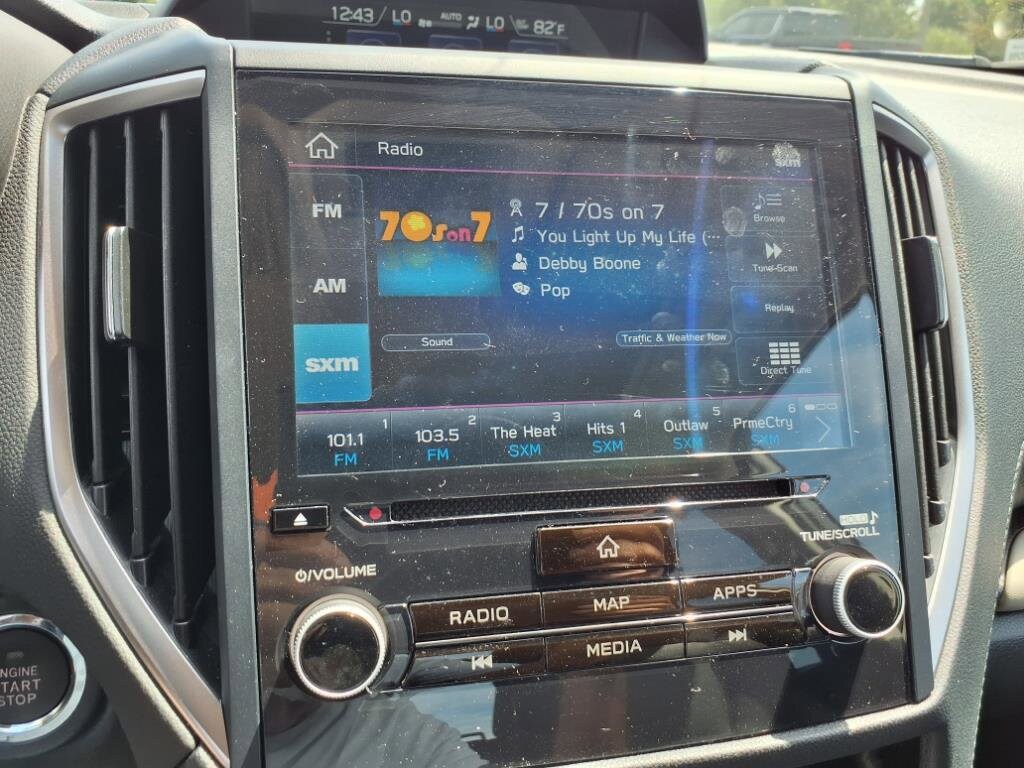 12:43 LO AUTO LO 82°F
Radio
sxm
FM
AM
sxm
70s on 7
7 / 70s on 7
You Light Up My Life (…
Debby Boone
Pop
Sound
Traffic & Weather Now
Browse
Tune-Scan
Replay
Direct Tune
1
101.1
FM
2
103.5
FM
3
The Heat
SXM
4
Hits 1
SXM
5
Outlaw
SXM
6
PrmeCtry
SXM
/VOLUME
HOLD
TUNE/SCROLL
RADIO
MAP
APPS
MEDIA
ENGINE
START
STOP